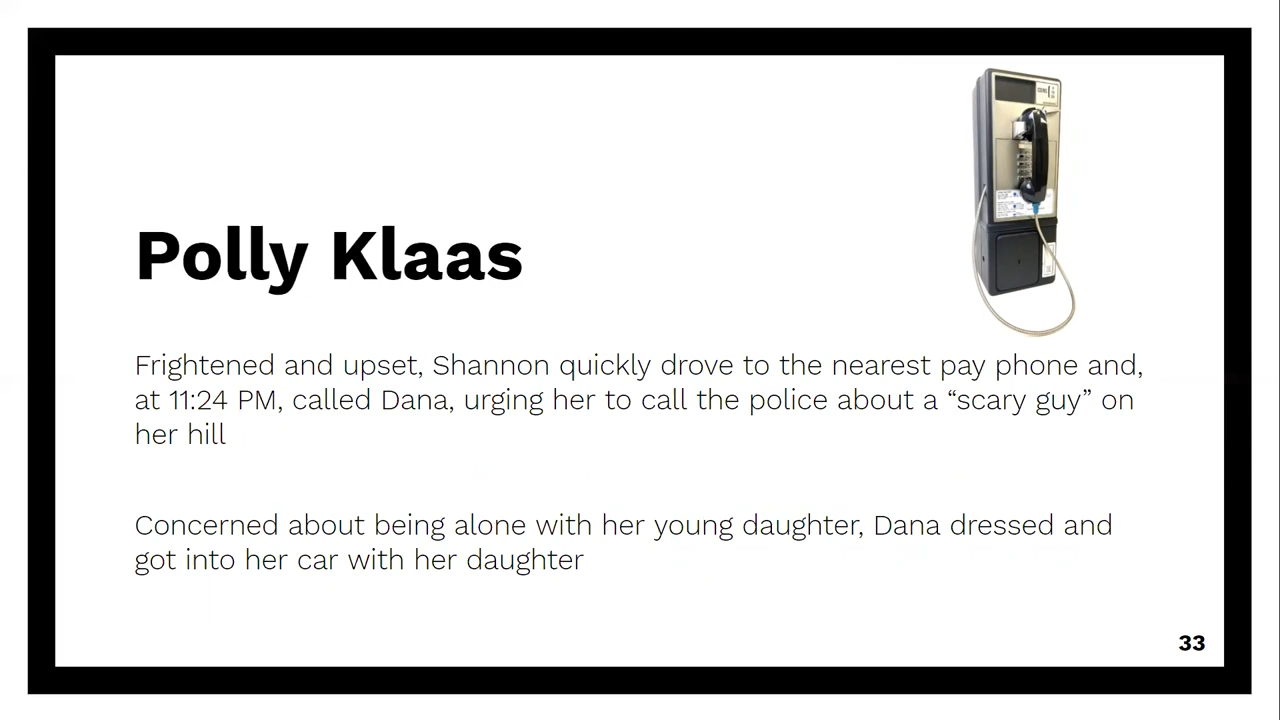 Polly Klaas
Frightened and upset, Shannon quickly drove to the nearest pay phone and,
at 11:24 PM, called Dana, urging her to call the police about a “scary guy” on
her hill
Concerned about being alone with her young daughter, Dana dressed and
got into her car with her daughter
33